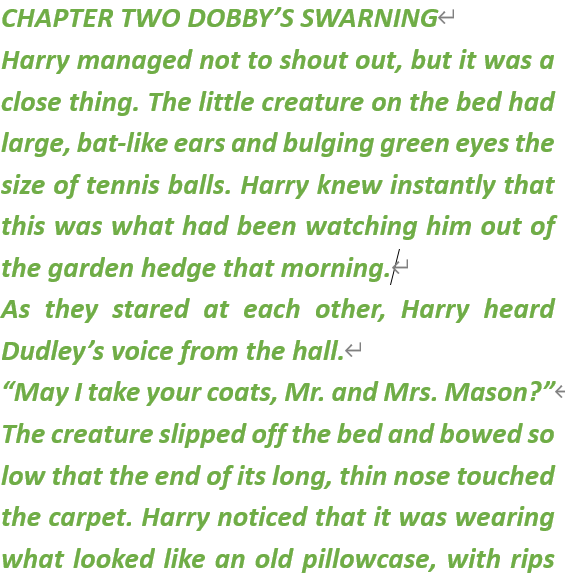 CHAPTER TWO DOBBY’S SWARNING
Harry managed not to shout out, but it was a
close thing. The little creature on the bed had
large, bat-like ears and bulging green eyes the
size of tennis balls. Harry knew instantly that
this was what had been watching him out of
the garden hedge that morning.
As they stared at each other, Harry heard
Dudley’s voice from the hall.
“May I take your coats, Mr. and Mrs. Mason?”
The creature slipped off the bed and bowed so
low that the end of its long, thin nose touched
the carpet. Harry noticed that it was wearing
what looked like an old pillowcase, with rips